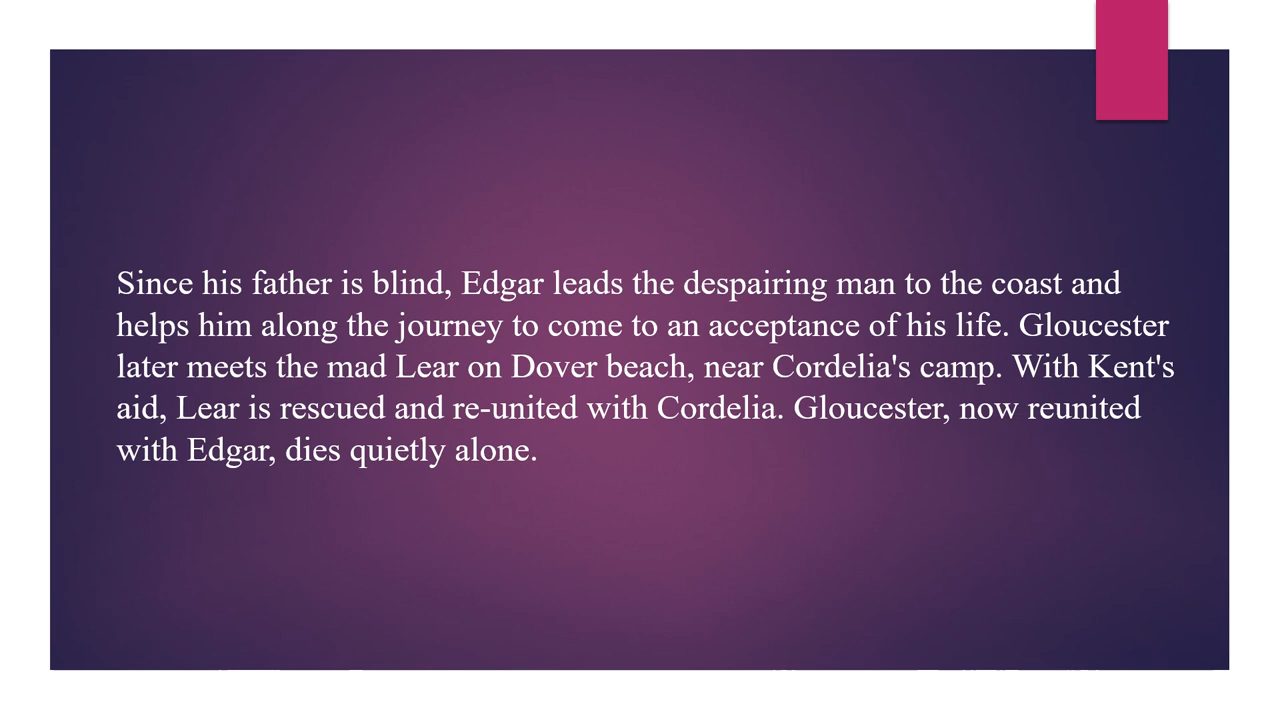 Since his father is blind, Edgar leads the despairing man to the coast and
helps him along the journey to come to an acceptance of his life. Gloucester
later meets the mad Lear on Dover beach, near Cordelia's camp. With Kent's
aid, Lear is rescued and re-united with Cordelia. Gloucester, now reunited
with Edgar, dies quietly alone.